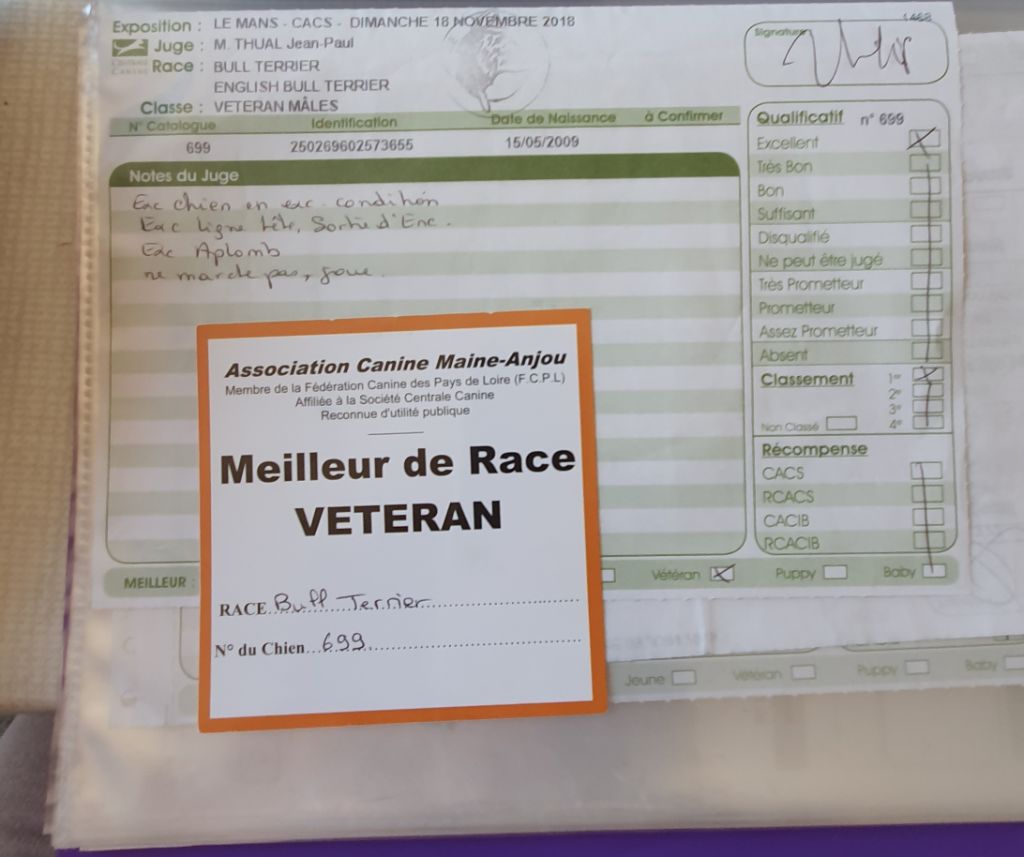 1468
Exposition : LE MANS - CACS - DIMANCHE 18 NOVEMBRE 2018
Juge : M. THUAL Jean-Paul
Race : BULL TERRIER
ENGLISH BULL TERRIER
Classe : VETERAN MÂLES
Signature
N° Catalogue Identification Date de Naissance à Confirmer
699 250269602573655 15/05/2009
Notes du Juge
Exc chien en exc. condition
Exc ligne tête, Sortie d'Enc.
Exc Aplomb
ne marche pas, joue.
Qualificatif n° 699
Excellent
Très Bon
Bon
Suffisant
Disqualifié
Ne peut être jugé
Très Prometteur
Prometteur
Assez Prometteur
Absent
Classement 1er
2e
3e
Non Classé 4e
Récompense
CACS
RCACS
CACIB
RCACIB
MEILLEUR : Vétéran Puppy Baby
Association Canine Maine-Anjou
Membre de la Fédération Canine des Pays de Loire (F.C.P.L)
Affiliée à la Société Centrale Canine
Reconnue d'utilité publique
Meilleur de Race
VETERAN
RACE Bull Terrier
N° du Chien 699
Jeune Vétéran Puppy Baby